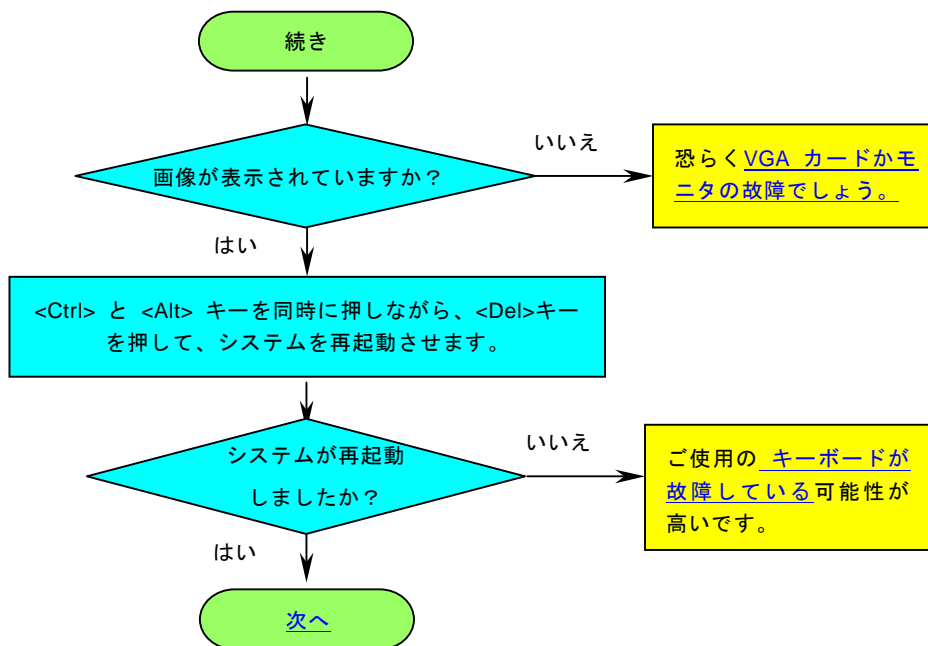 続き
画像が表示されていますか？
いいえ
恐らくVGA カードかモ
ニタの故障でしょう。
はい
<Ctrl> と <Alt> キーを同時に押しながら、<Del>キー
を押して、システムを再起動させます。
システムが再起動
しましたか？
いいえ
ご使用の キーボードが
故障している可能性が
高いです。
はい
次へ